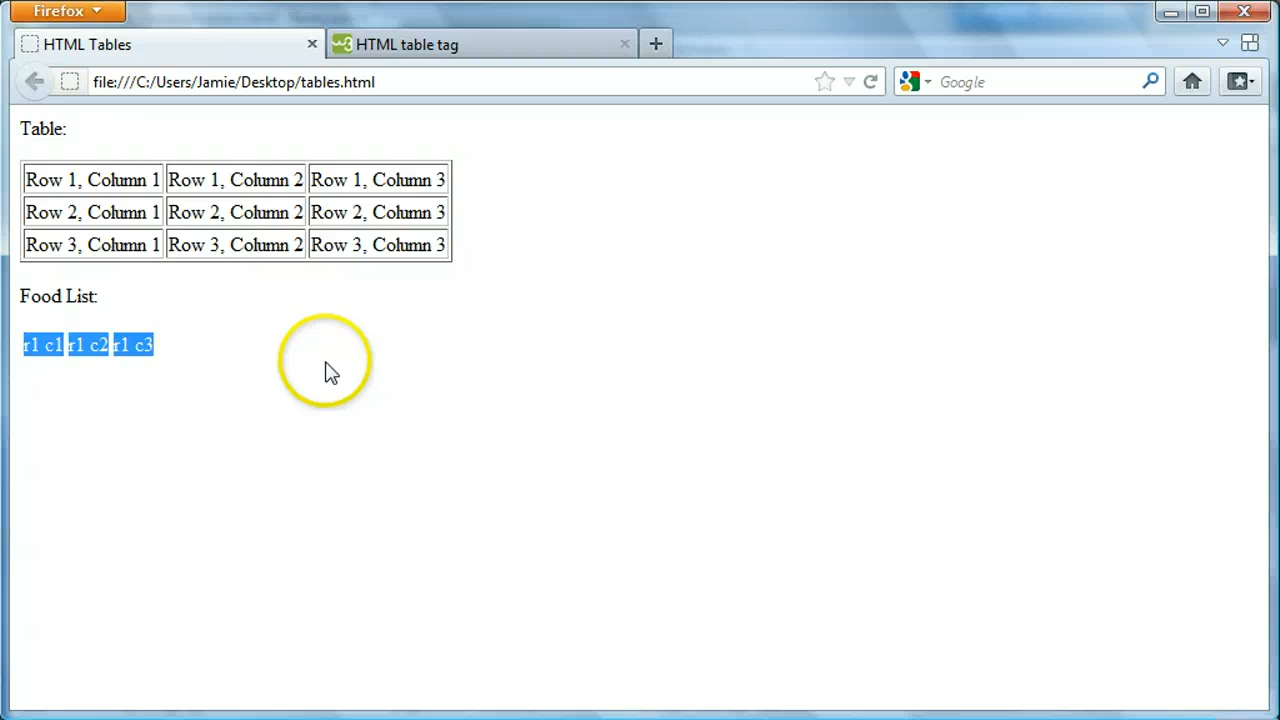 Firefox
HTML Tables
HTML table tag
file:///C:/Users/Jamie/Desktop/tables.html
Google
Table:
Row 1, Column 1 Row 1, Column 2 Row 1, Column 3
Row 2, Column 1 Row 2, Column 2 Row 2, Column 3
Row 3, Column 1 Row 3, Column 2 Row 3, Column 3
Food List:
r1 c1 r1 c2 r1 c3